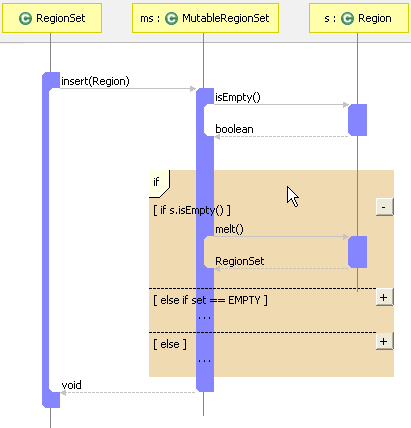 RegionSet
ms : MutableRegionSet
s : Region
insert(Region)
isEmpty()
boolean
if
[ if s.isEmpty() ]
-
melt()
RegionSet
[ else if set == EMPTY ]
+
...
[ else ]
+
...
void